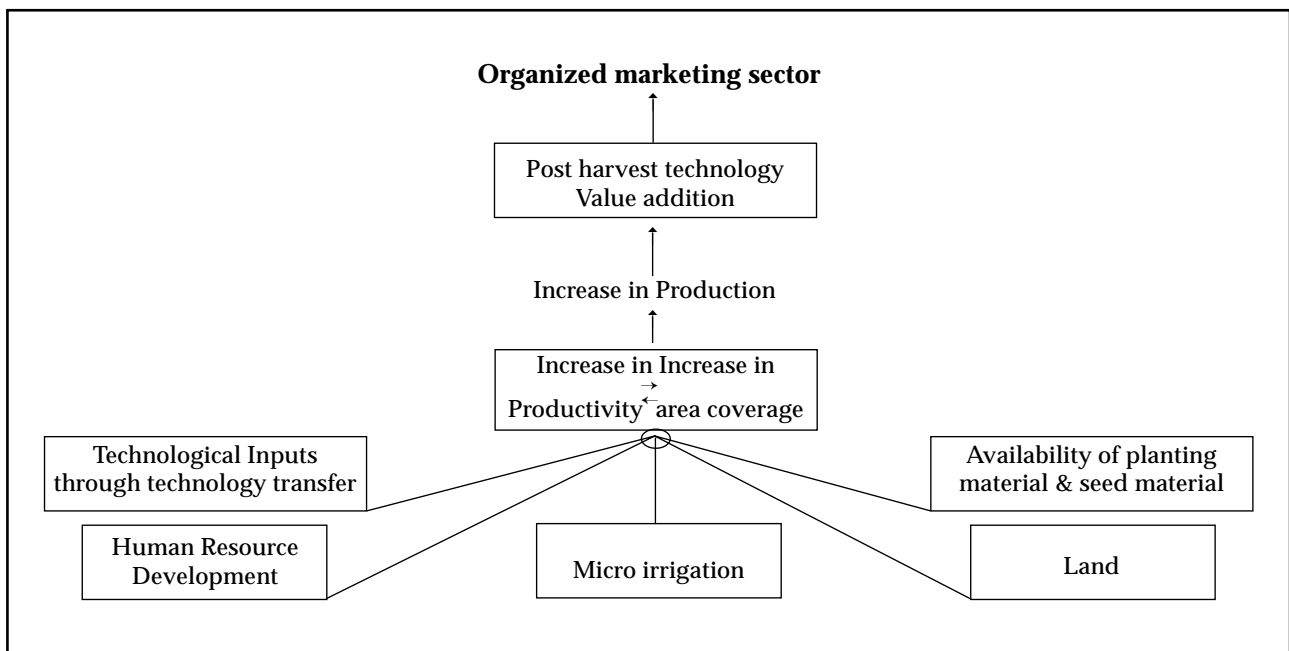 Organized marketing sector
Post harvest technology
Value addition
Increase in Production
Increase in Increase in
→
←
Productivity area coverage
Technological Inputs
through technology transfer
Availability of planting
material & seed material
Human Resource
Development
Micro irrigation
Land